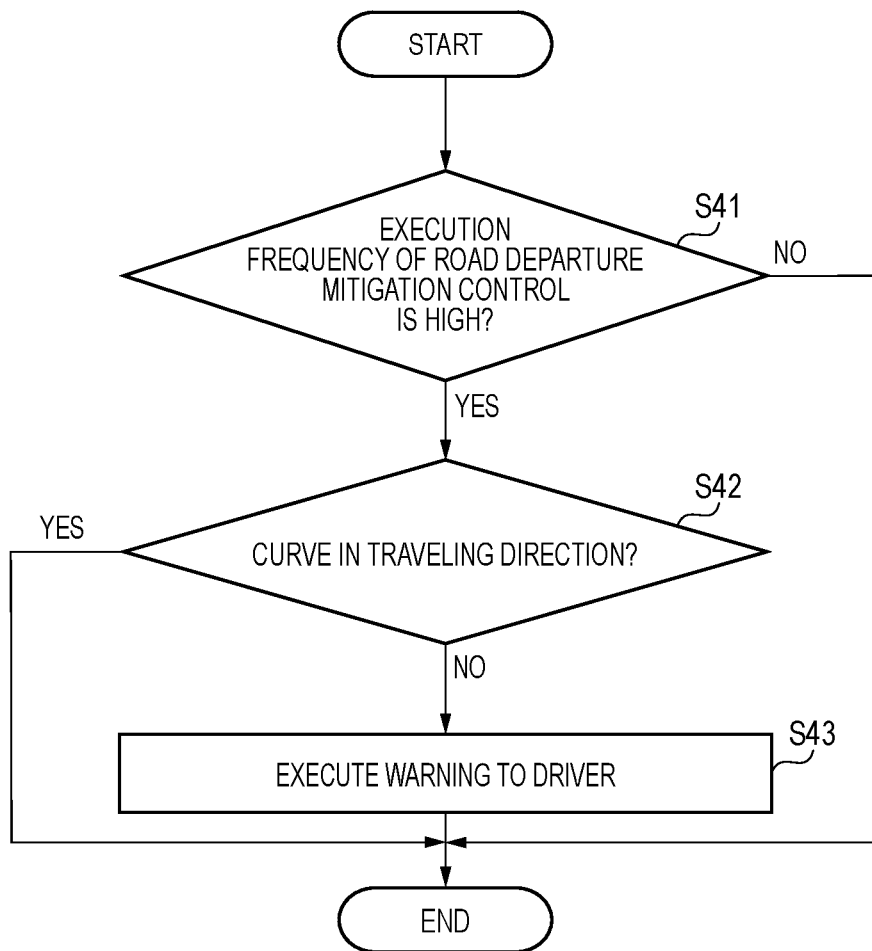 START
EXECUTION
FREQUENCY OF ROAD DEPARTURE
MITIGATION CONTROL
IS HIGH?
S41
NO
YES
CURVE IN TRAVELING DIRECTION?
S42
YES
NO
EXECUTE WARNING TO DRIVER
S43
END